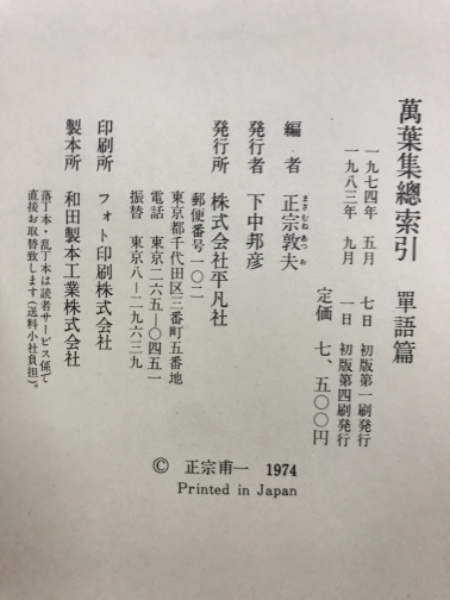 萬葉集總索引 單語篇
一九七四年 五月 七日 初版第一刷発行
一九八三年 九月 一日 初版第四刷発行
定価 七、五〇〇円
編者 正宗敦夫
まさむねあつお
発行者 下中邦彦
発行所 株式会社平凡社
郵便番号一〇二
東京都千代田区三番町五番地
電話 東京二六五―〇四五一
振替 東京八―二九六三九
印刷所 フォト印刷株式会社
製本所 和田製本工業株式会社
落丁本・乱丁本は読者サービス係で
直接お取替致します(送料小社負担)。
© 正宗甫一 1974
Printed in Japan